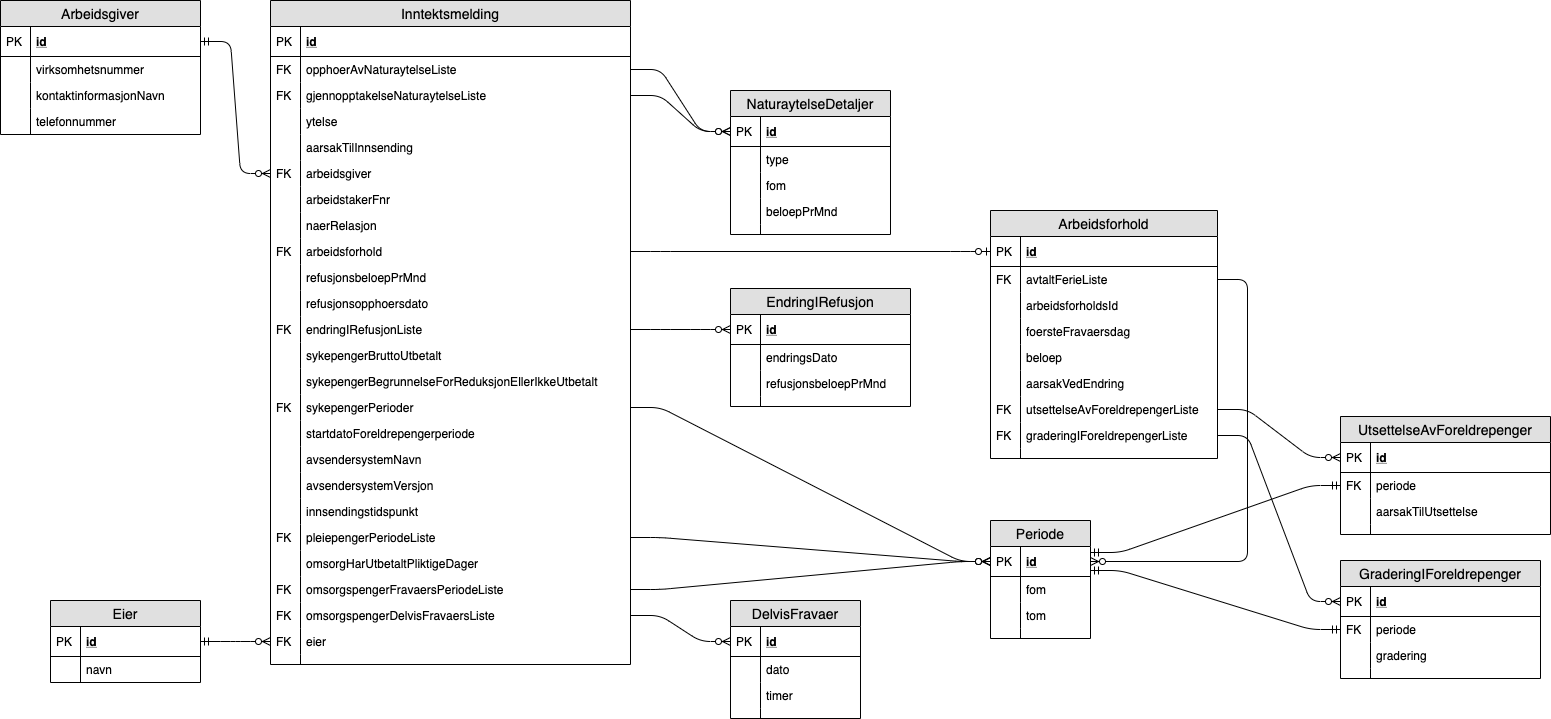 Arbeidsgiver
PK id
virksomhetsnummer
kontaktinformasjonNavn
telefonnummer
Inntektsmelding
PK id
FK opphoerAvNaturaytelseListe
FK gjennopptakelseNaturaytelseListe
ytelse
aarsakTilInnsending
FK arbeidsgiver
arbeidstakerFnr
naerRelasjon
FK arbeidsforhold
refusjonsbeloepPrMnd
refusjonsopphoersdato
FK endringIRefusjonListe
sykepengerBruttoUtbetalt
sykepengerBegrunnelseForReduksjonEllerIkkeUtbetalt
FK sykepengerPerioder
startdatoForeldrepengerperiode
avsendersystemNavn
avsendersystemVersjon
innsendingstidspunkt
FK pleiepengerPeriodeListe
omsorgHarUtbetaltPliktigeDager
FK omsorgspengerFravaersPeriodeListe
FK omsorgspengerDelvisFravaersListe
FK eier
Eier
PK id
navn
NaturaytelseDetaljer
PK id
type
fom
beloepPrMnd
EndringIRefusjon
PK id
endringsDato
refusjonsbeloepPrMnd
DelvisFravaer
PK id
dato
timer
Arbeidsforhold
PK id
FK avtaltFerieListe
arbeidsforholdsId
foersteFravaersdag
beloep
aarsakVedEndring
FK utsettelseAvForeldrepengerListe
FK graderingIForeldrepengerListe
Periode
PK id
fom
tom
UtsettelseAvForeldrepenger
PK id
FK periode
aarsakTilUtsettelse
GraderingIForeldrepenger
PK id
FK periode
gradering